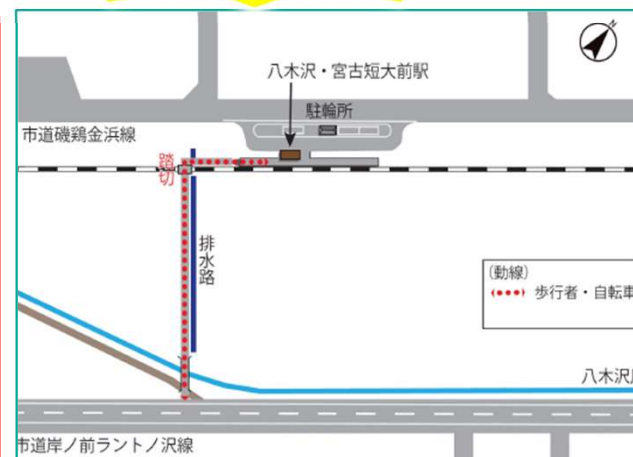 N
八木沢・宮古短大前駅
駐輪所
市道磯鶏金浜線
踏切
排水路
(動線)
歩行者・自転車
八木沢
市道岸ノ前ラントノ沢線